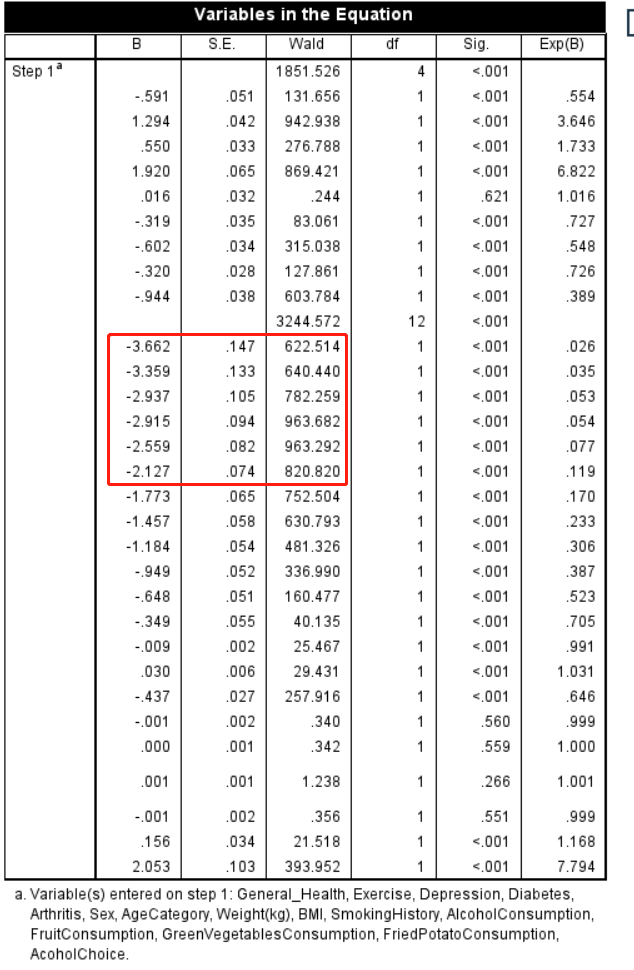 Variables in the Equation
B S.E. Wald df Sig. Exp(B)
Step 1a 1851.526 4 <.001
-.591 .051 131.656 1 <.001 .554
1.294 .042 942.938 1 <.001 3.646
.550 .033 276.788 1 <.001 1.733
1.920 .065 869.421 1 <.001 6.822
.016 .032 .244 1 .621 1.016
-.319 .035 83.061 1 <.001 .727
-.602 .034 315.038 1 <.001 .548
-.320 .028 127.861 1 <.001 .726
-.944 .038 603.784 1 <.001 .389
3244.572 12 <.001
-3.662 .147 622.514 1 <.001 .026
-3.359 .133 640.440 1 <.001 .035
-2.937 .105 782.259 1 <.001 .053
-2.915 .094 963.682 1 <.001 .054
-2.559 .082 963.292 1 <.001 .077
-2.127 .074 820.820 1 <.001 .119
-1.773 .065 752.504 1 <.001 .170
-1.457 .058 630.793 1 <.001 .233
-1.184 .054 481.326 1 <.001 .306
-.949 .052 336.990 1 <.001 .387
-.648 .051 160.477 1 <.001 .523
-.349 .055 40.135 1 <.001 .705
-.009 .002 25.467 1 <.001 .991
.030 .006 29.431 1 <.001 1.031
-.437 .027 257.916 1 <.001 .646
-.001 .002 .340 1 .560 .999
.000 .001 .342 1 .559 1.000
.001 .001 1.238 1 .266 1.001
-.001 .002 .356 1 .551 .999
.156 .034 21.518 1 <.001 1.168
2.053 .103 393.952 1 <.001 7.794
a. Variable(s) entered on step 1: General_Health, Exercise, Depression, Diabetes,
Arthritis, Sex, AgeCategory, Weight(kg), BMI, SmokingHistory, AlcoholConsumption,
FruitConsumption, GreenVegetablesConsumption, FriedPotatoConsumption,
AcoholChoice.